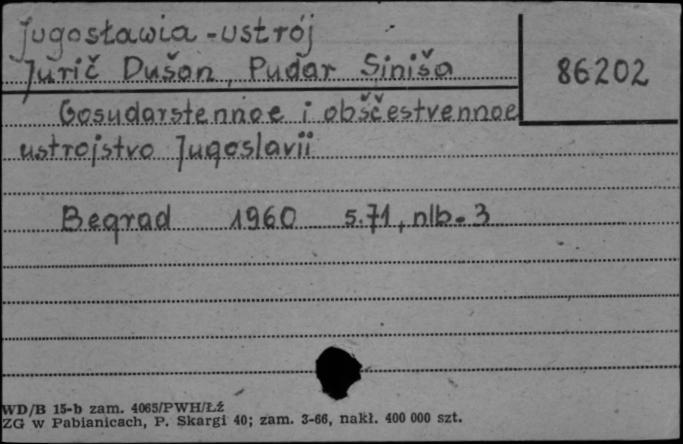 Jugosławia - ustrój
Jurič Dušan, Pudar Siniša
86202
Gosudarstennoe i obščestvennoe
ustrojstvo Jugoslavii
Begrad 1960 s. 71, nlb. 3
WD/B 15-b zam. 4065/PWH/Łź
ZG w Pabianicach, P. Skargi 40; zam. 3-66, nakł. 400 000 szt.